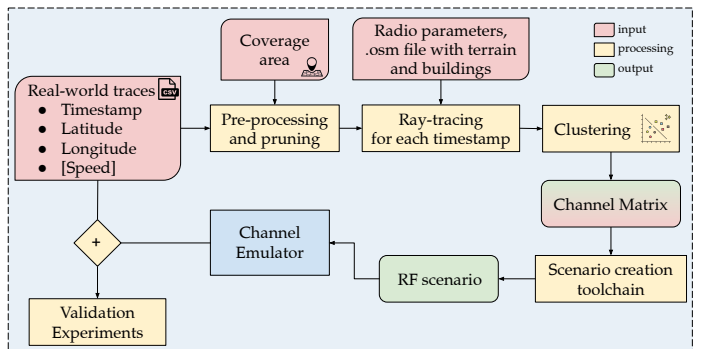 Coverage
area
Radio parameters,
.osm file with terrain
and buildings
input
processing
output
Real-world traces
CSV
● Timestamp
● Latitude
● Longitude
● [Speed]
Pre-processing
and pruning
Ray-tracing
for each timestamp
Clustering
Channel Matrix
+
Channel
Emulator
RF scenario
Scenario creation
toolchain
Validation
Experiments